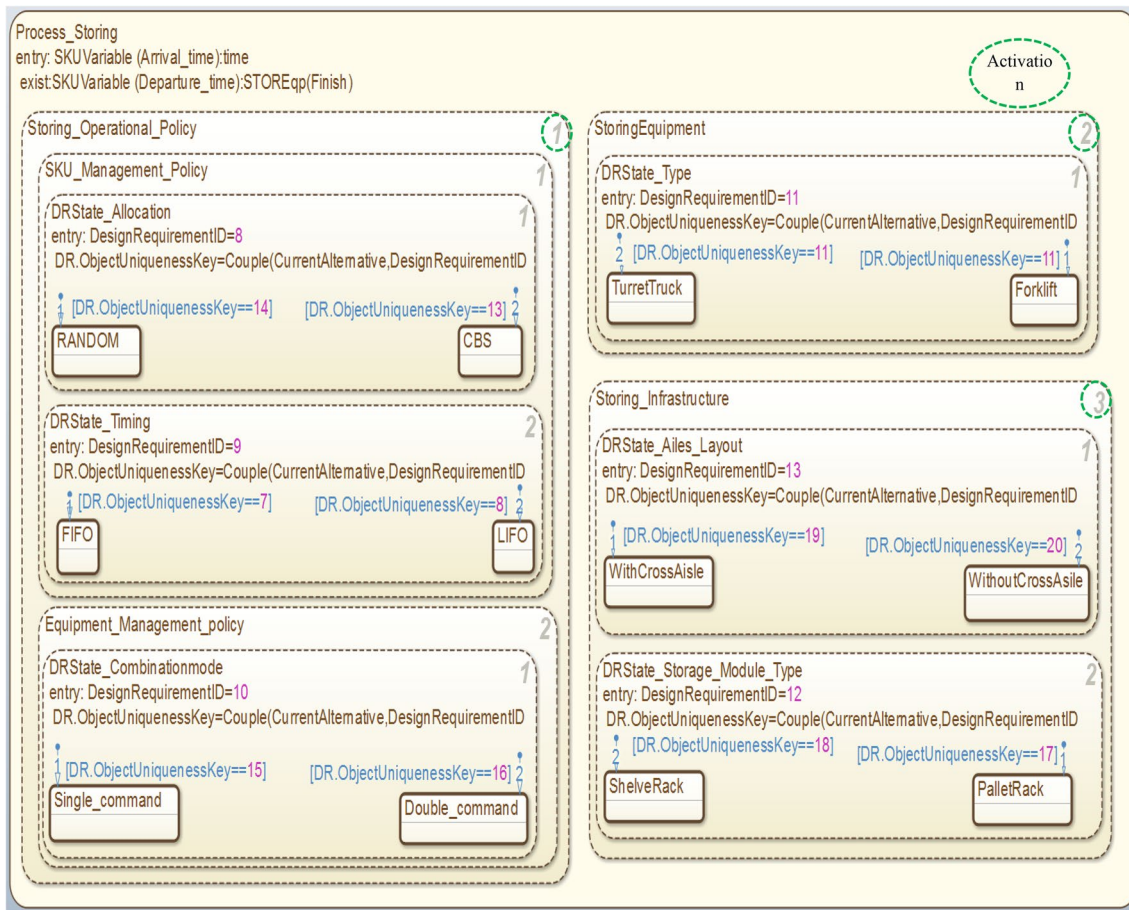 Process_Storing
entry: SKUVariable (Arrival_time):time
exist:SKUVariable (Departure_time):STOREqp(Finish)
Activatio
n
Storing_Operational_Policy
1
SKU_Management_Policy
1
DRState_Allocation
1
entry: DesignRequirementID=8
DR.ObjectUniquenessKey=Couple(CurrentAlternative,DesignRequirementID
1 [DR.ObjectUniquenessKey==14]
[DR.ObjectUniquenessKey==13] 2
RANDOM
CBS
DRState_Timing
2
entry: DesignRequirementID=9
DR.ObjectUniquenessKey=Couple(CurrentAlternative,DesignRequirementID
1 [DR.ObjectUniquenessKey==7]
[DR.ObjectUniquenessKey==8] 2
FIFO
LIFO
Equipment_Management_policy
2
DRState_Combinationmode
1
entry: DesignRequirementID=10
DR.ObjectUniquenessKey=Couple(CurrentAlternative,DesignRequirementID
1 [DR.ObjectUniquenessKey==15]
[DR.ObjectUniquenessKey==16] 2
Single_command
Double_command
StoringEquipment
2
DRState_Type
1
entry: DesignRequirementID=11
DR.ObjectUniquenessKey=Couple(CurrentAlternative,DesignRequirementID
2 [DR.ObjectUniquenessKey==11]
[DR.ObjectUniquenessKey==11] 1
TurretTruck
Forklift
Storing_Infrastructure
3
DRState_Ailes_Layout
1
entry: DesignRequirementID=13
DR.ObjectUniquenessKey=Couple(CurrentAlternative,DesignRequirementID
1 [DR.ObjectUniquenessKey==19]
[DR.ObjectUniquenessKey==20] 2
WithCrossAisle
WithoutCrossAsile
DRState_Storage_Module_Type
2
entry: DesignRequirementID=12
DR.ObjectUniquenessKey=Couple(CurrentAlternative,DesignRequirementID
2 [DR.ObjectUniquenessKey==18]
[DR.ObjectUniquenessKey==17] 1
ShelveRack
PalletRack